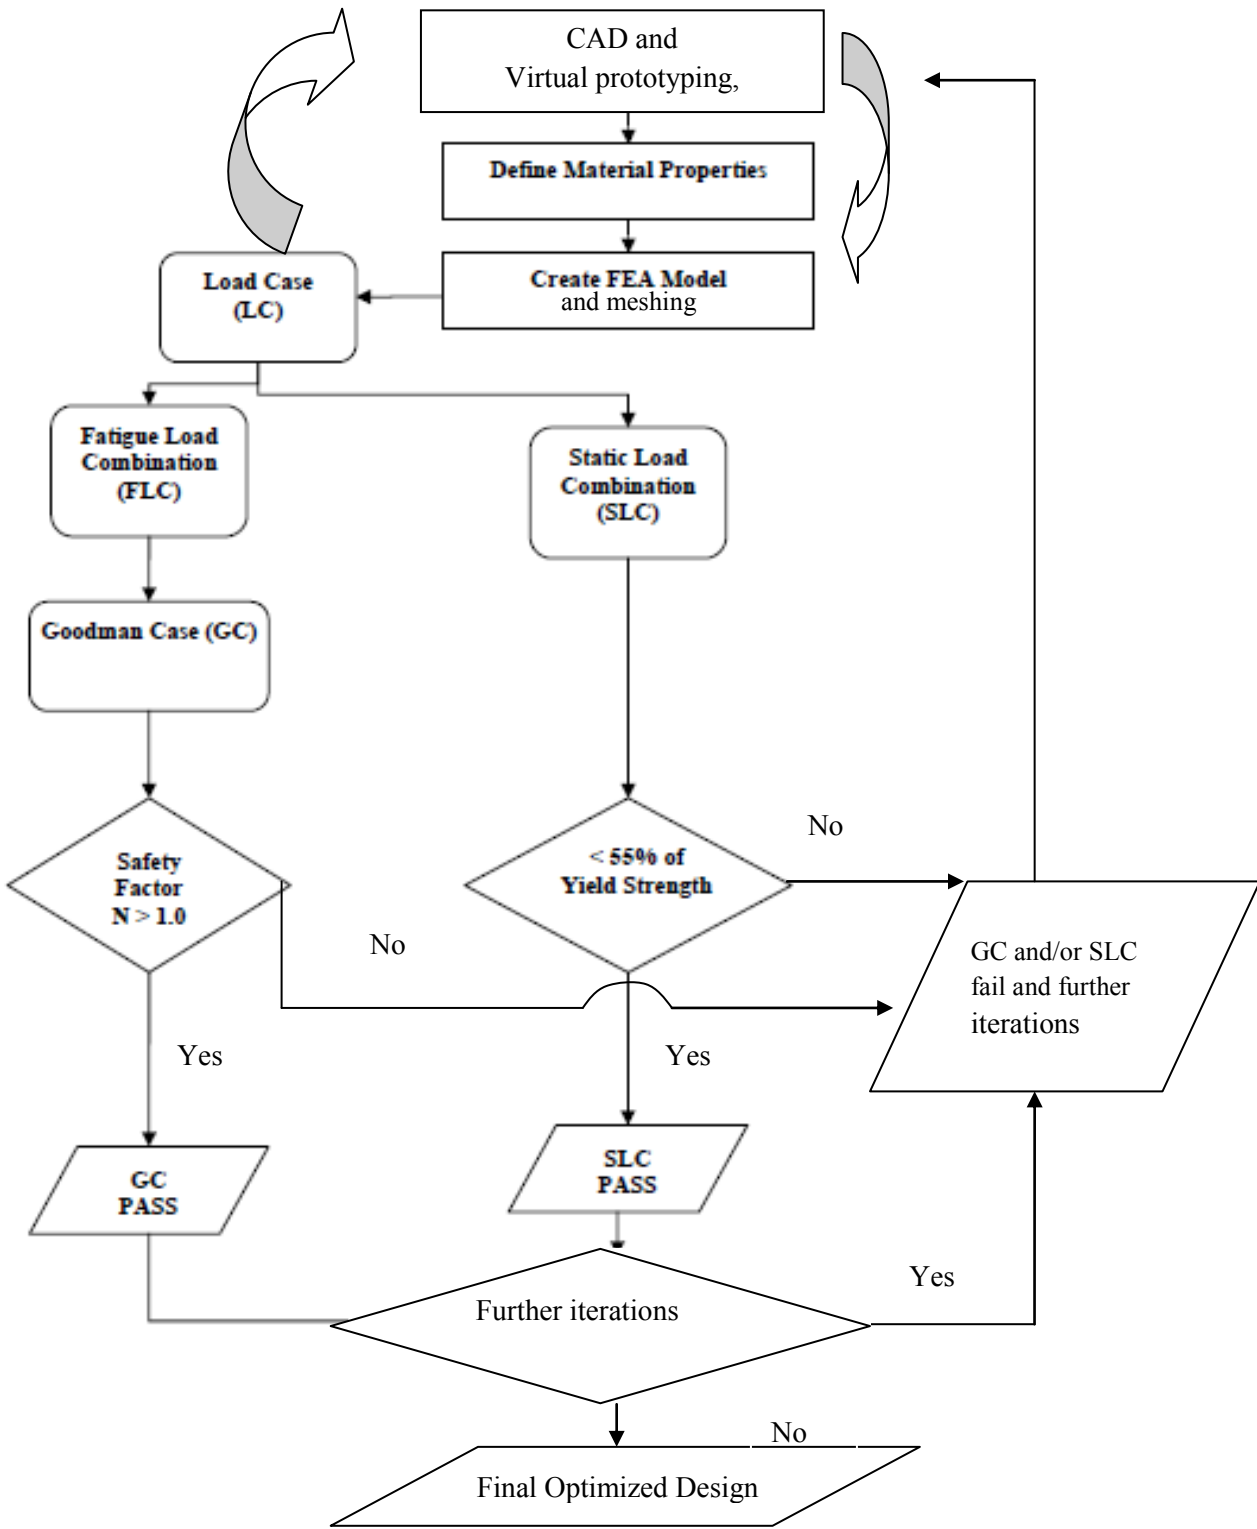 CAD and
Virtual prototyping,
Define Material Properties
Create FEA Model
and meshing
Load Case
(LC)
Fatigue Load
Combination
(FLC)
Static Load
Combination
(SLC)
Goodman Case (GC)
Safety
Factor
N > 1.0
< 55% of
Yield Strength
No
No
GC and/or SLC
fail and further
iterations
Yes
Yes
GC
PASS
SLC
PASS
Further iterations
Yes
No
Final Optimized Design